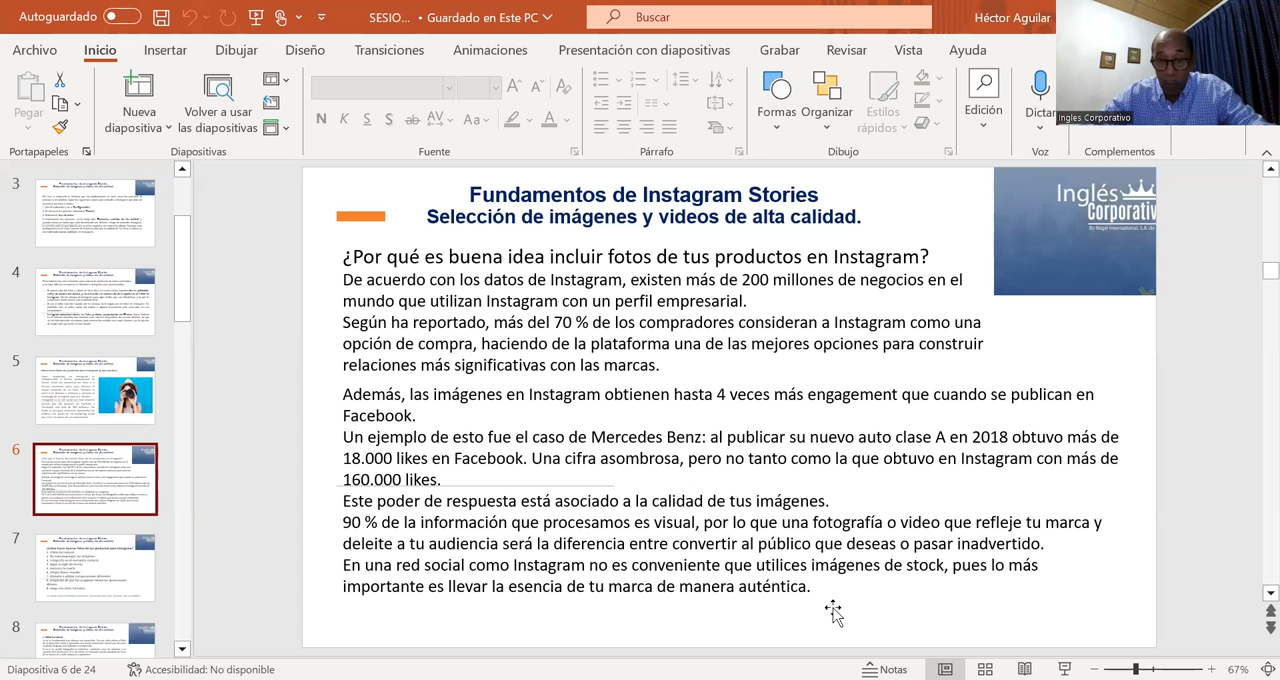 Autoguardado
SESIO... • Guardado en Este PC
Buscar
Héctor Aguilar
Archivo
Inicio
Insertar
Dibujar
Diseño
Transiciones
Animaciones
Presentación con diapositivas
Grabar
Revisar
Vista
Ayuda
Pegar
Nueva
diapositiva
Volver a usar
las diapositivas
N K S S ab AV Aa A
Formas
Organizar
Estilos
rápidos
Edición
Dictar
Ingles Corporativo
Portapapeles
Diapositivas
Fuente
Párrafo
Dibujo
Voz
Complementos
3
4
5
6
7
8
Fundamentos de Instagram Stories.
Selección de imágenes y videos de alta calidad.
Inglés
Corporativ
By Regal International, S.A. de
¿Por qué es buena idea incluir fotos de tus productos en Instagram?
De acuerdo con los datos de Instagram, existen más de 25 millones de negocios en el
mundo que utilizan Instagram con un perfil empresarial.
Según ha reportado, más del 70 % de los compradores consideran a Instagram como una
opción de compra, haciendo de la plataforma una de las mejores opciones para construir
relaciones más significativas con las marcas.
Además, las imágenes en Instagram obtienen hasta 4 veces más engagement que cuando se publican en
Facebook.
Un ejemplo de esto fue el caso de Mercedes Benz: al publicar su nuevo auto clase A en 2018 obtuvo más de
18.000 likes en Facebook, una cifra asombrosa, pero no tanto como la que obtuvo en Instagram con más de
160.000 likes.
Este poder de respuesta está asociado a la calidad de las imágenes.
90 % de la información que procesamos es visual, por lo que una fotografía o video que refleje tu marca y
conecte a tu audiencia hace la diferencia entre convertir al consumidor que deseas o pasar inadvertido.
En una red social como Instagram no es conveniente que utilices imágenes de stock, pues lo más
importante es llevar la esencia de tu marca de manera auténtica.
Diapositiva 6 de 24
Accesibilidad: No disponible
Notas
67%